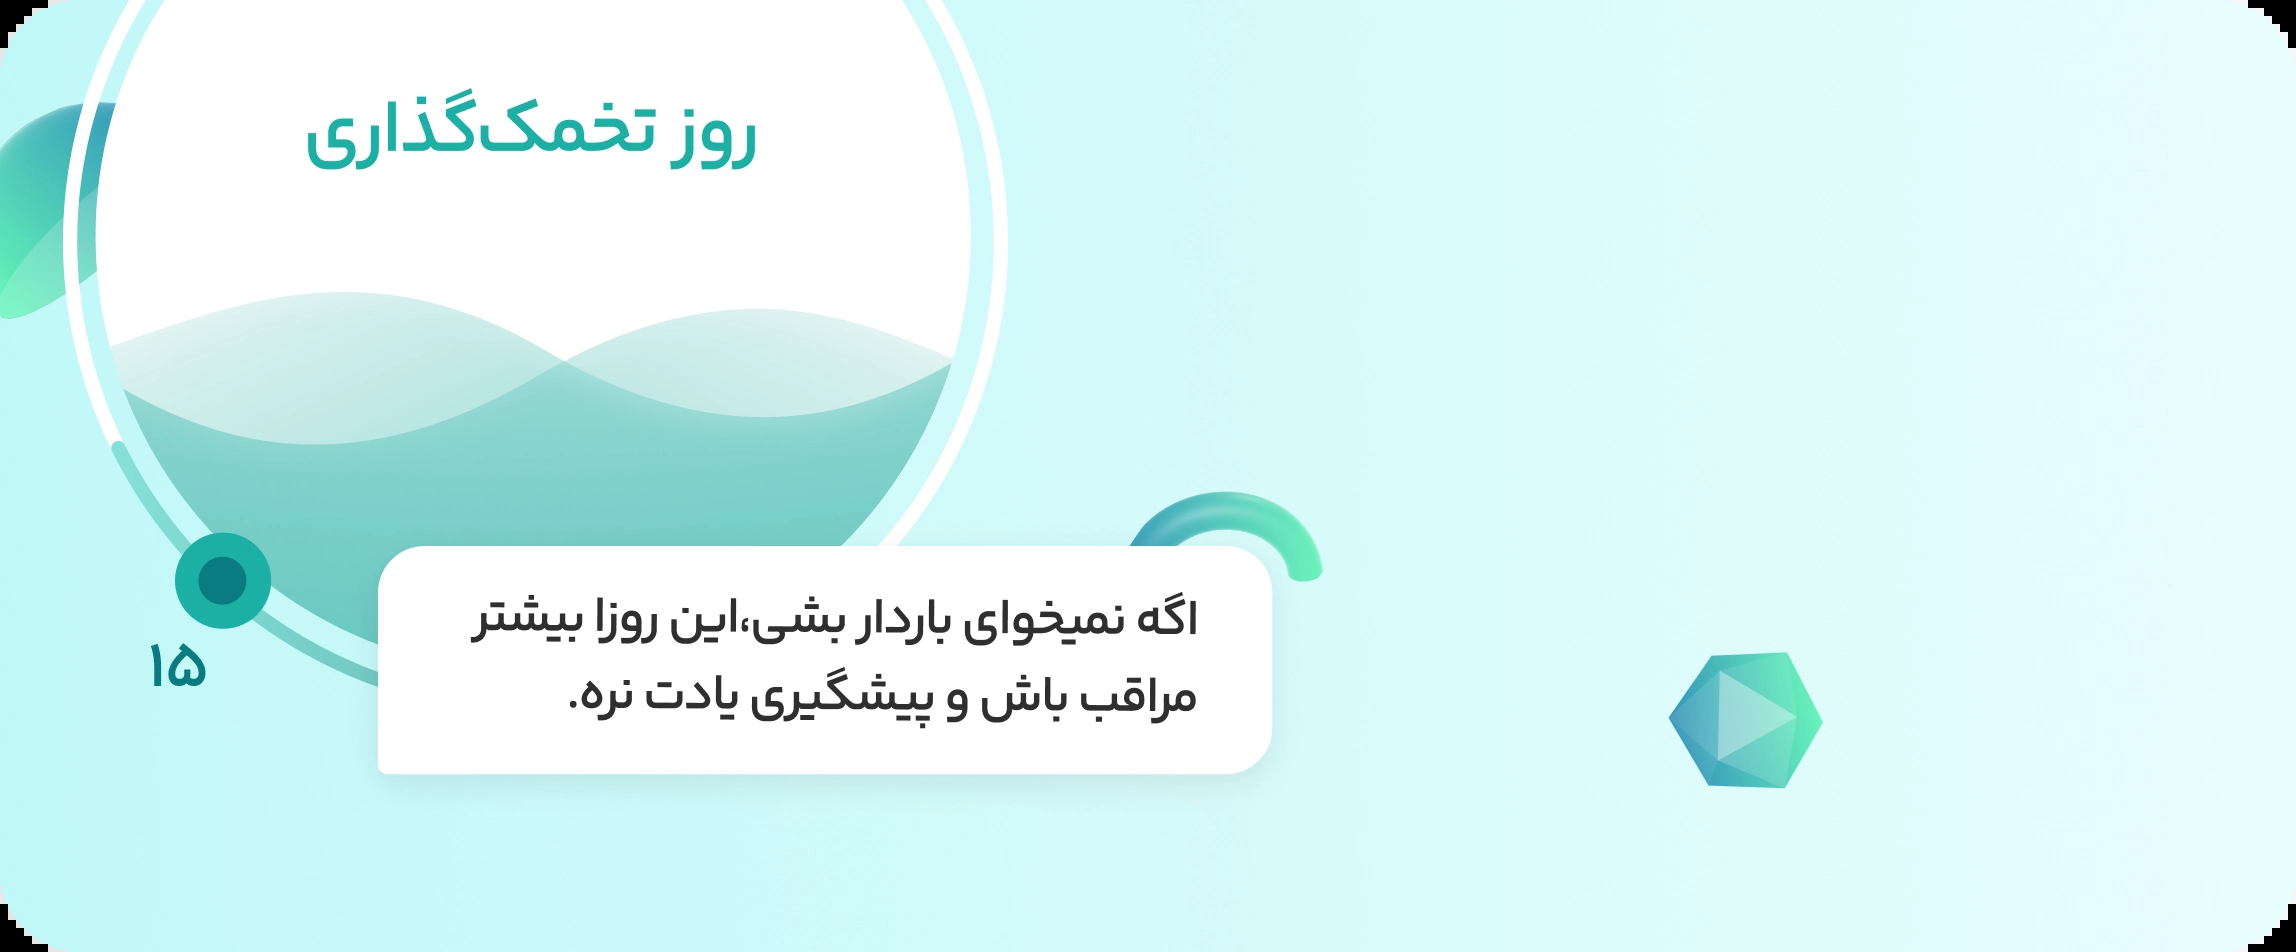 روز تخمک‌گذاری
اگه نمیخوای باردار بشی،این روزا بیشتر
مراقب باش و پیشگیری یادت نره.
۱۵